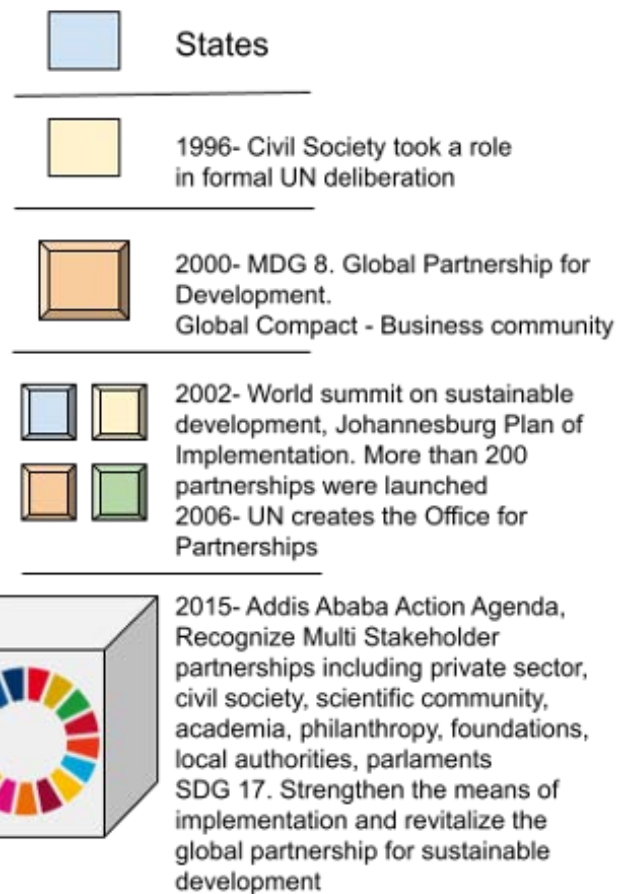 States
1996- Civil Society took a role
in formal UN deliberation
2000- MDG 8. Global Partnership for
Development.
Global Compact - Business community
2002- World summit on sustainable
development, Johannesburg Plan of
Implementation. More than 200
partnerships were launched
2006- UN creates the Office for
Partnerships
2015- Addis Ababa Action Agenda,
Recognize Multi Stakeholder
partnerships including private sector,
civil society, scientific community,
academia, philanthropy, foundations,
local authorities, parlaments
SDG 17. Strengthen the means of
implementation and revitalize the
global partnership for sustainable
development